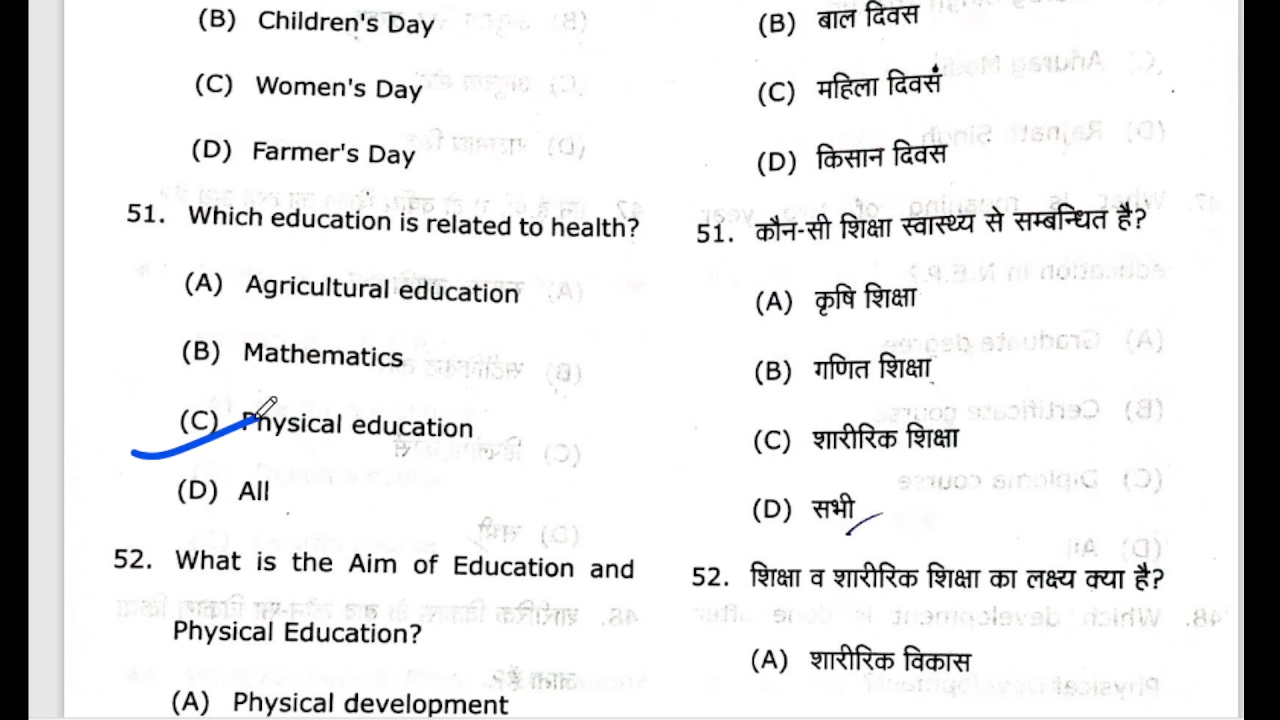 (B) Children's Day
(C) Women's Day
(D) Farmer's Day
51. Which education is related to health?
(A) Agricultural education
(B) Mathematics
(C) Physical education
(D) All
52. What is the Aim of Education and
Physical Education?
(A) Physical development
(B) बाल दिवस
(C) महिला दिवस
(D) किसान दिवस
51. कौन-सी शिक्षा स्वास्थ्य से सम्बन्धित है?
(A) कृषि शिक्षा
(B) गणित शिक्षा
(C) शारीरिक शिक्षा
(D) सभी
52. शिक्षा व शारीरिक शिक्षा का लक्ष्य क्या है?
(A) शारीरिक विकास